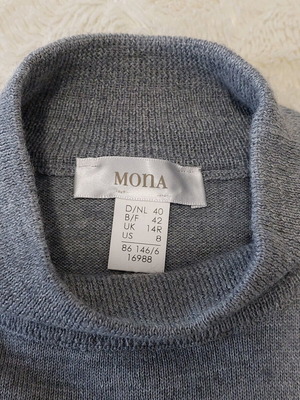 MONA
D/NL 40
B/F 42
UK 14R
US 8
86 146/6
16988